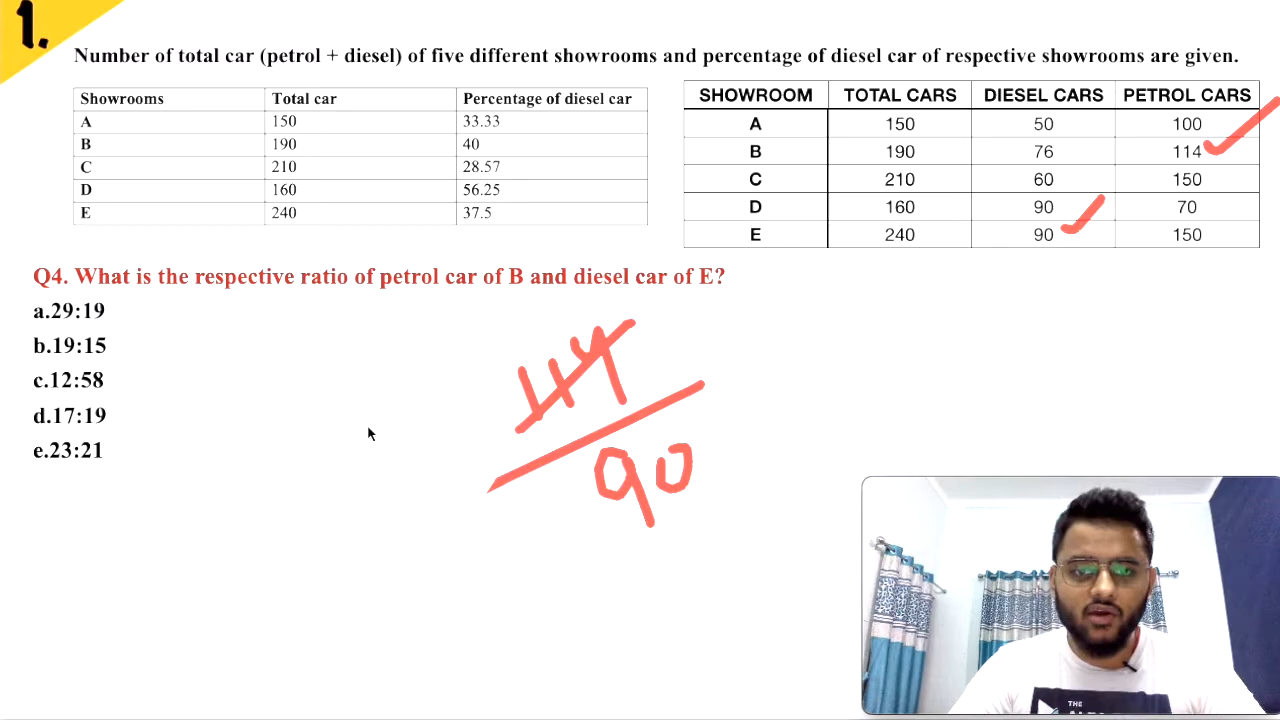 1.
Number of total car (petrol + diesel) of five different showrooms and percentage of diesel car of respective showrooms are given.
Showrooms Total car Percentage of diesel car
A 150 33.33
B 190 40
C 210 28.57
D 160 56.25
E 240 37.5
SHOWROOM TOTAL CARS DIESEL CARS PETROL CARS
A 150 50 100
B 190 76 114
C 210 60 150
D 160 90 70
E 240 90 150
Q4. What is the respective ratio of petrol car of B and diesel car of E?
a.29:19
b.19:15
c.12:58
d.17:19
e.23:21
114
90
THE